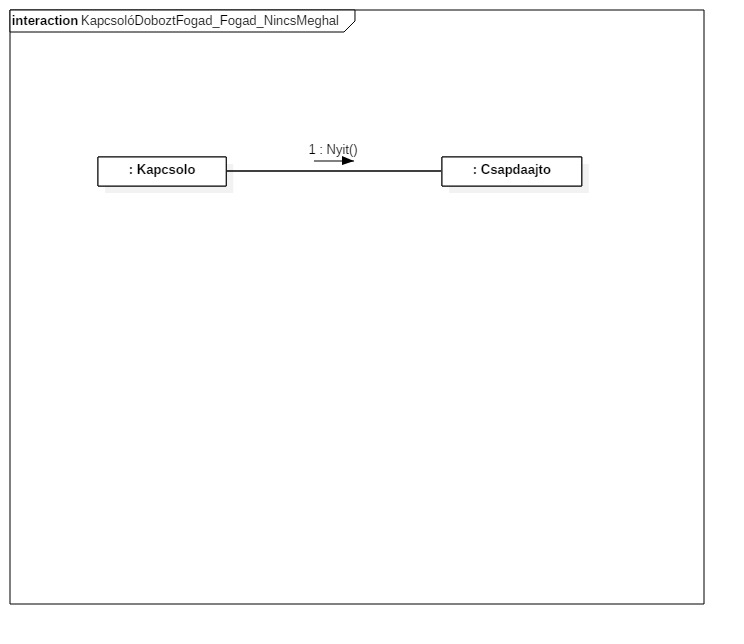 interaction KapcsolóDoboztFogad_Fogad_NincsMeghal
1 : Nyit()
: Kapcsolo
: Csapdaajto